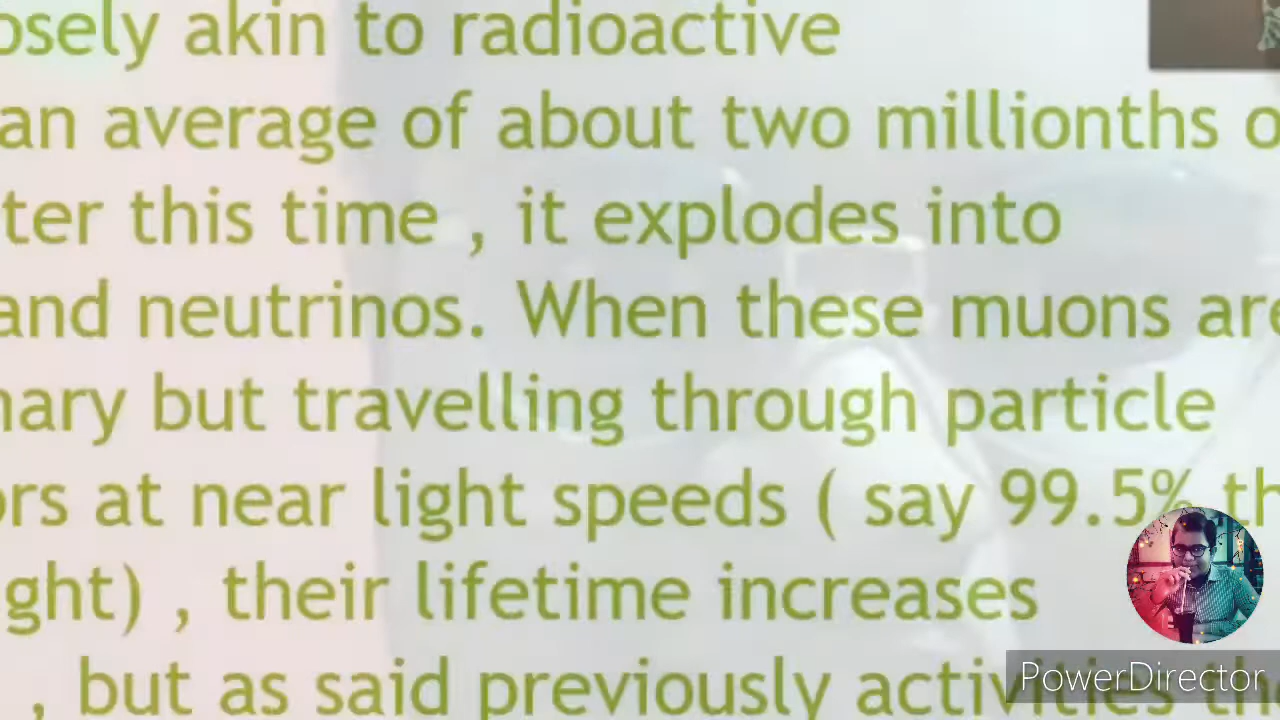 osely akin to radioactive
an average of about two millionths o
ter this time , it explodes into
and neutrinos. When these muons are
nary but travelling through particle
ors at near light speeds ( say 99.5% th
ght) , their lifetime increases
, but as said previously activities the
PowerDirector